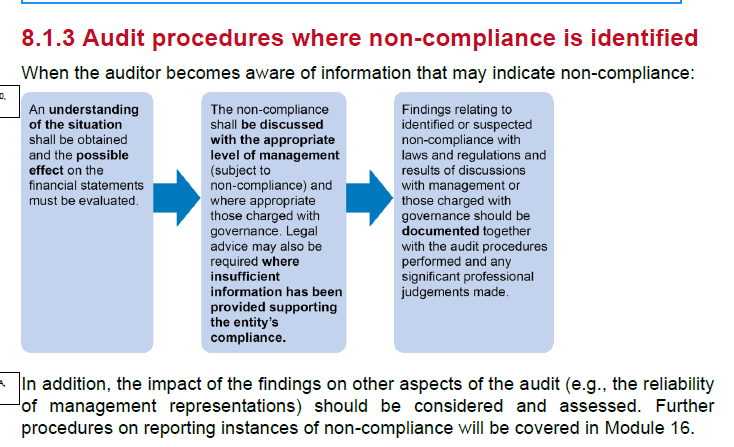 8.1.3 Audit procedures where non-compliance is identified
When the auditor becomes aware of information that may indicate non-compliance:
An understanding
of the situation
shall be obtained
and the possible
effect on the
financial statements
must be evaluated.
The non-compliance
shall be discussed
with the appropriate
level of management
(subject to
non-compliance) and
where appropriate
those charged with
governance. Legal
advice may also be
required where
insufficient
information has been
provided supporting
the entity's
compliance.
Findings relating to
identified or suspected
non-compliance with
laws and regulations and
results of discussions
with management or
those charged with
governance should be
documented together
with the audit procedures
performed and any
significant professional
judgements made.
In addition, the impact of the findings on other aspects of the audit (e.g., the reliability
of management representations) should be considered and assessed. Further
procedures on reporting instances of non-compliance will be covered in Module 16.